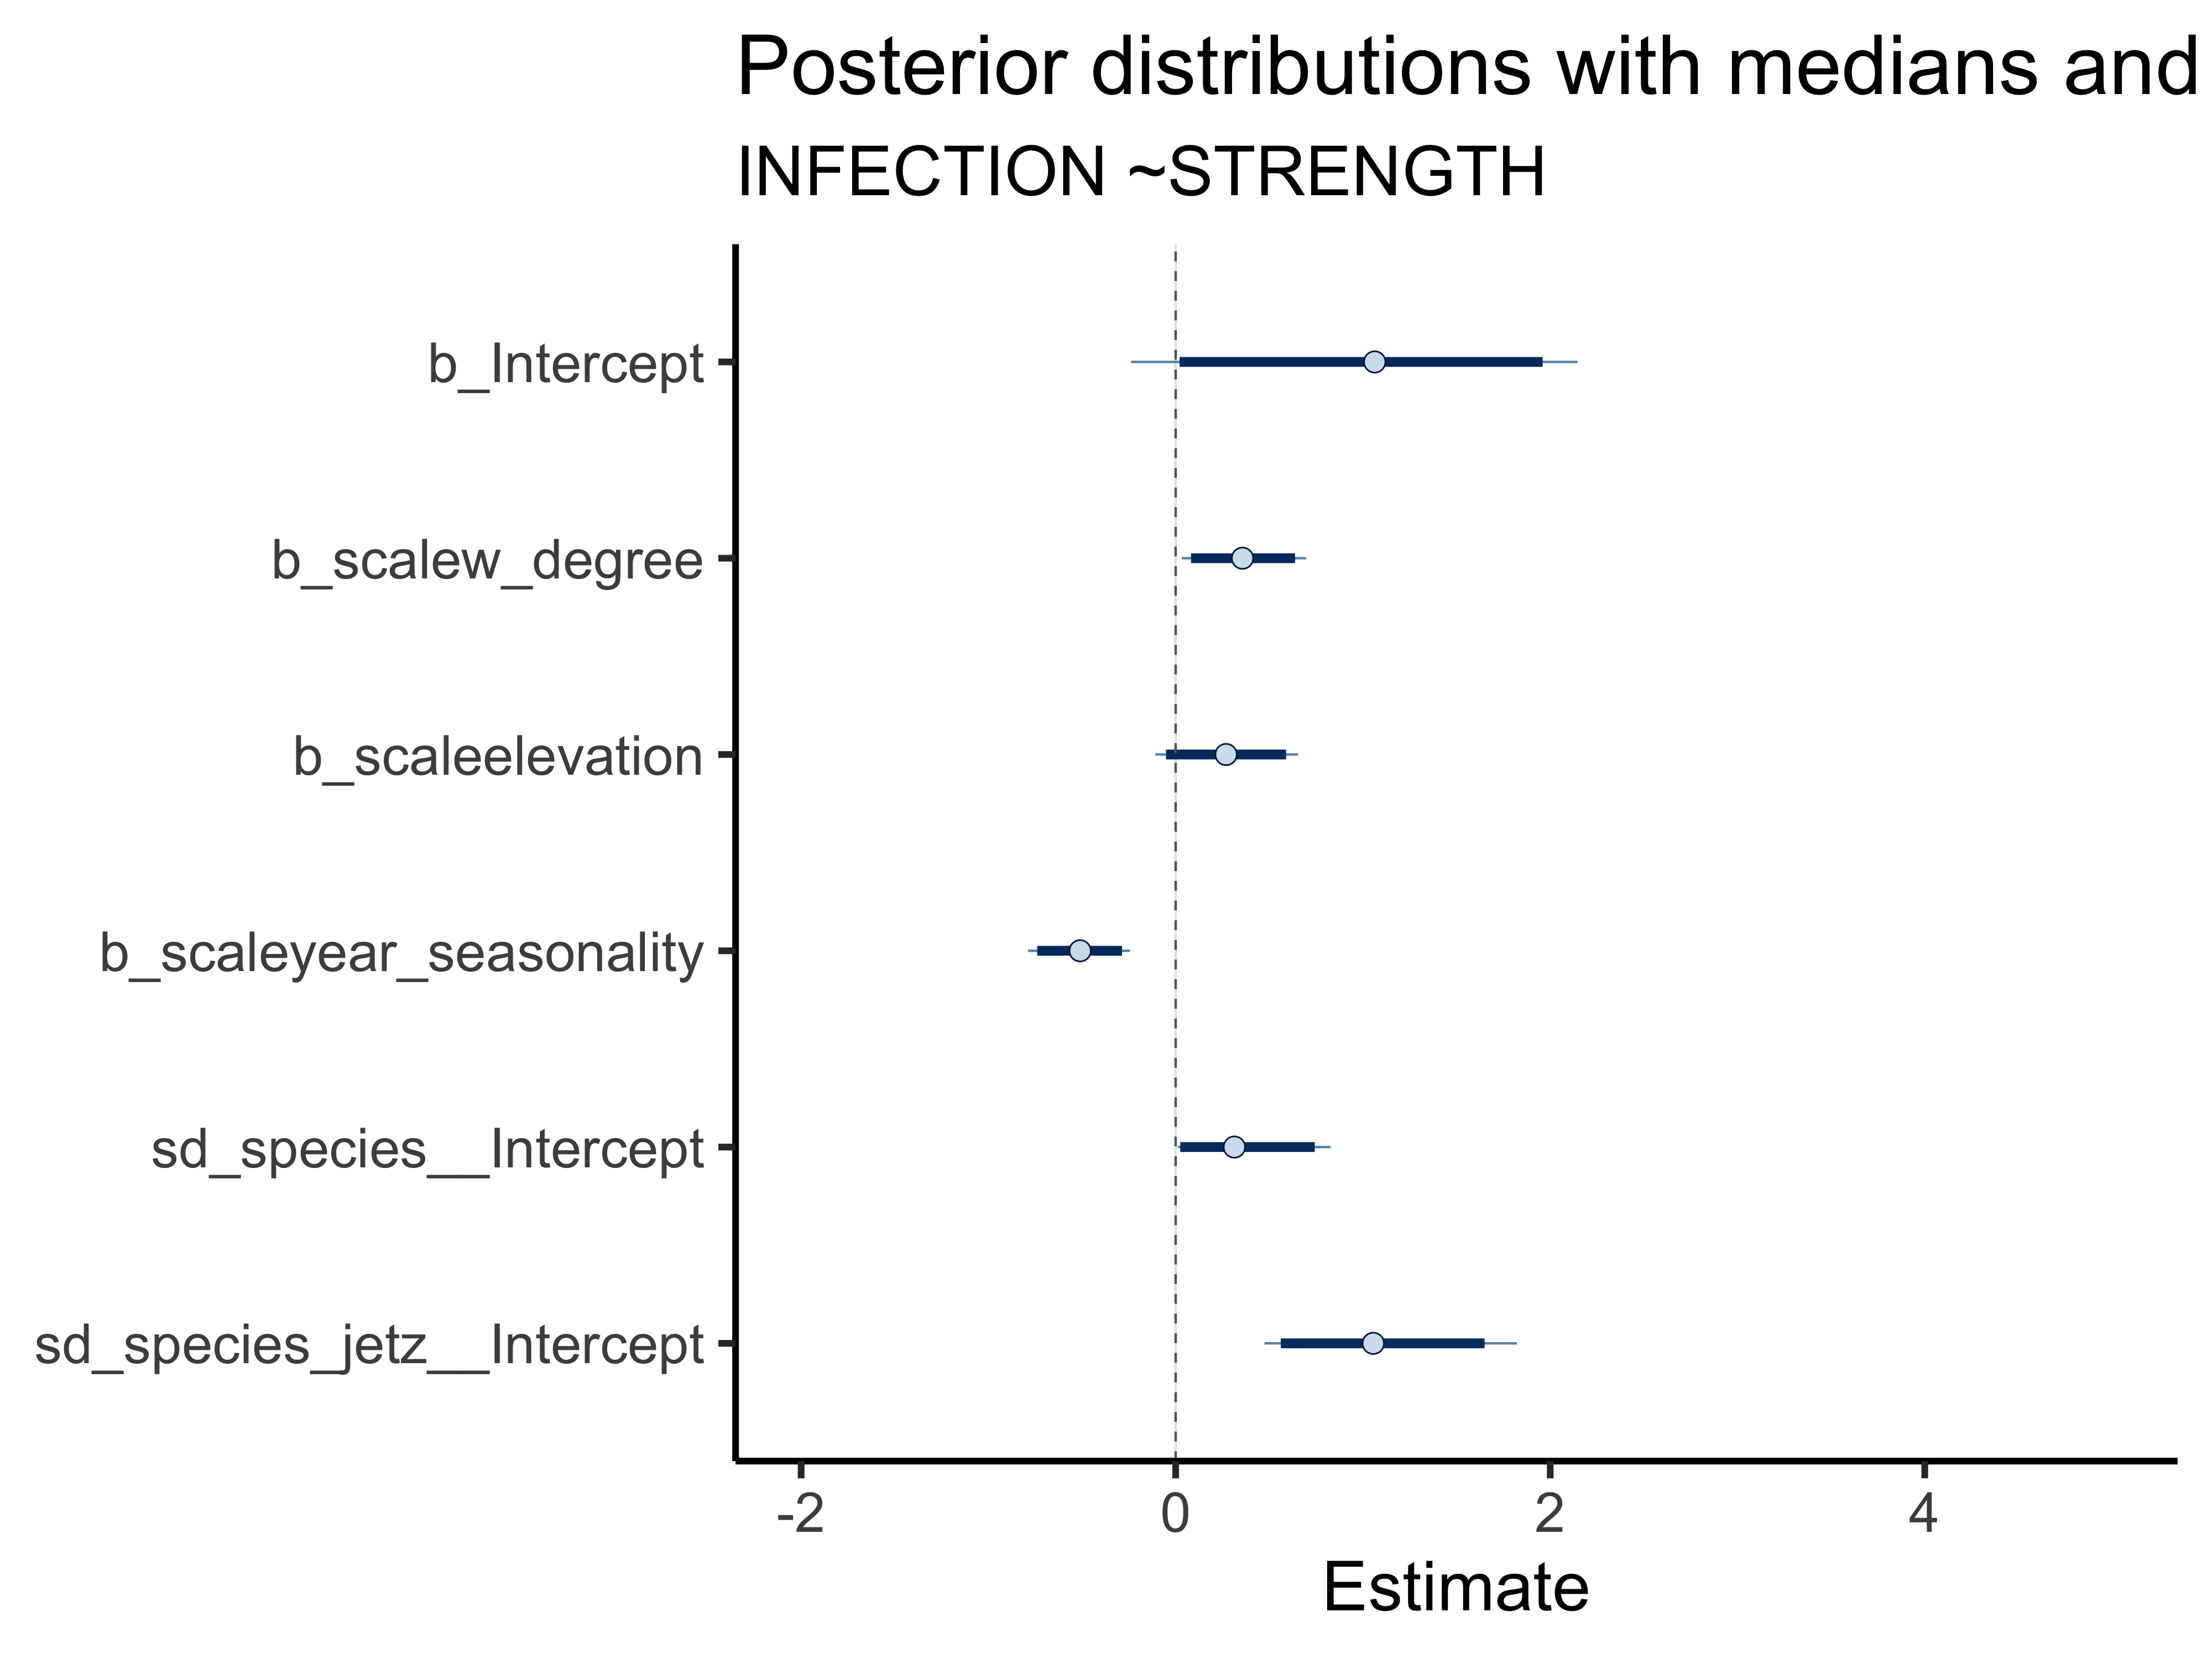 Posterior distributions with medians and
INFECTION ~STRENGTH
b_Intercept
b_scalew_degree
b_scaleelevation
b_scaleyear_seasonality
sd_species__Intercept
sd_species_jetz__Intercept
-2 0 2 4
Estimate